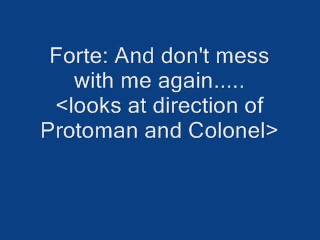 Forte: And don't mess
with me again.....
<looks at direction of
Protoman and Colonel>